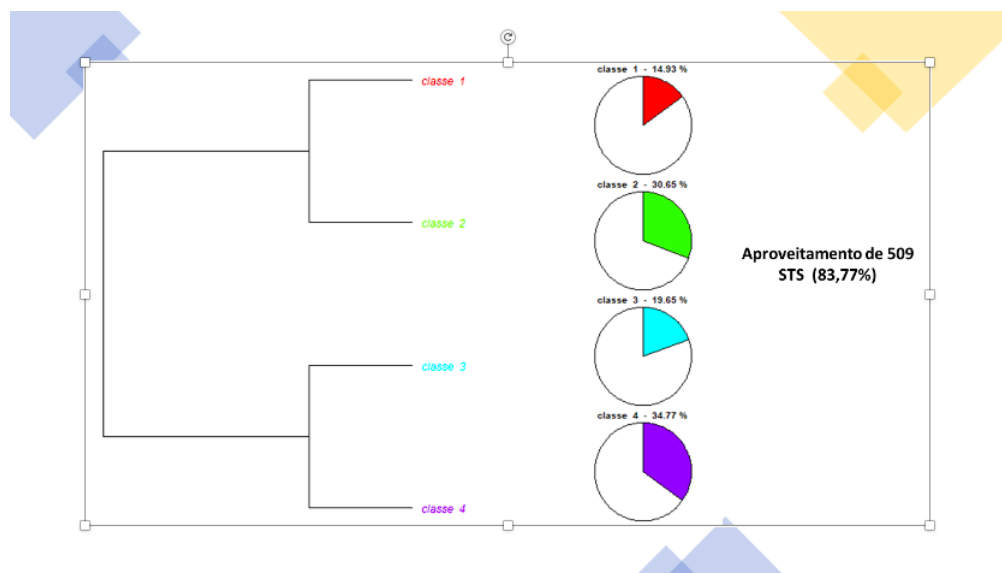 classe 1
classe 1 - 14.93 %
classe 2 - 30.65 %
classe 2
Aproveitamento de 509
STS (83,77%)
classe 3 - 19.65 %
classe 3
classe 4 - 34.77 %
classe 4